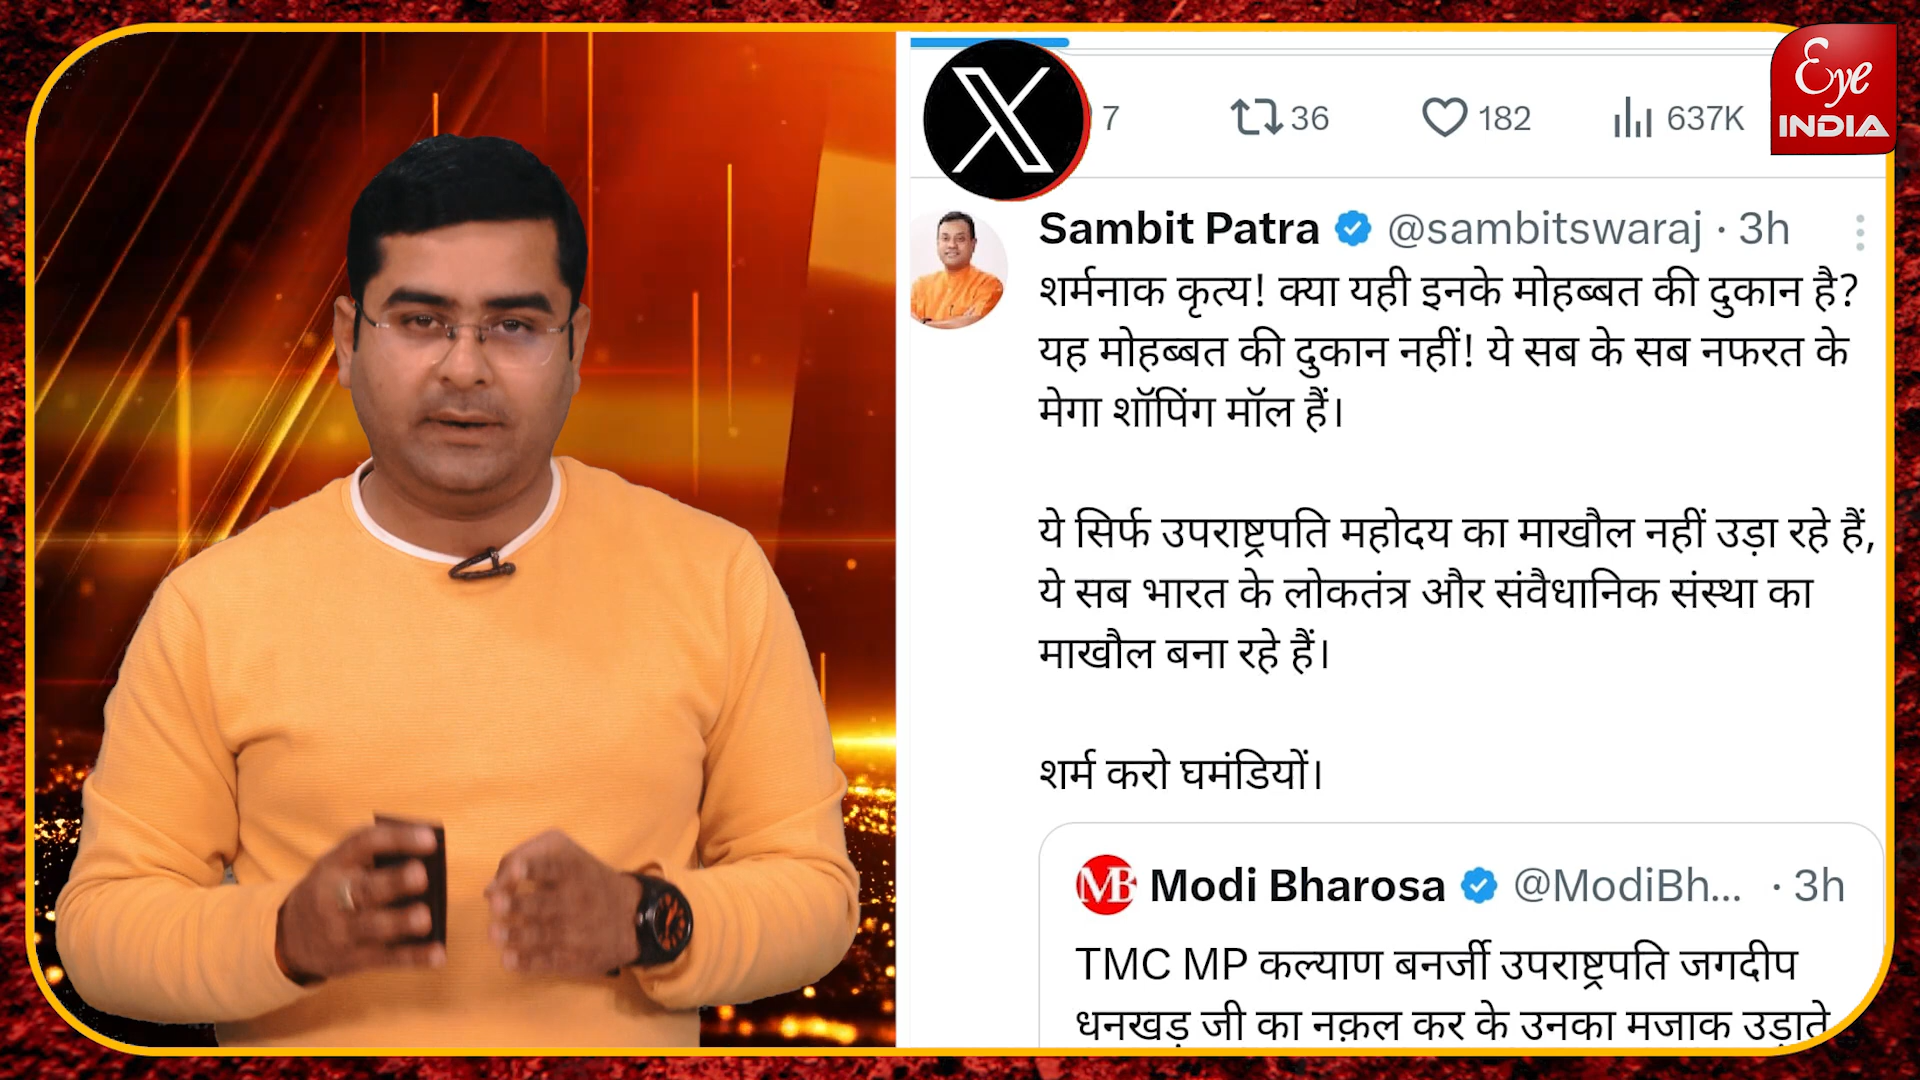 Eye
INDIA
X
7 36 182 637K
Sambit Patra @sambitswaraj · 3h
शर्मनाक कृत्य! क्या यही इनके मोहब्बत की दुकान है?
यह मोहब्बत की दुकान नहीं! ये सब के सब नफरत के
मेगा शॉपिंग मॉल हैं।
ये सिर्फ उपराष्ट्रपति महोदय का माखौल नहीं उड़ा रहे हैं,
ये सब भारत के लोकतंत्र और संवैधानिक संस्था का
माखौल बना रहे हैं।
शर्म करो घमंडियों।
MB Modi Bharosa @ModiBh... · 3h
TMC MP कल्याण बनर्जी उपराष्ट्रपति जगदीप
धनखड़ जी का नक़ल कर के उनका मजाक उड़ाते